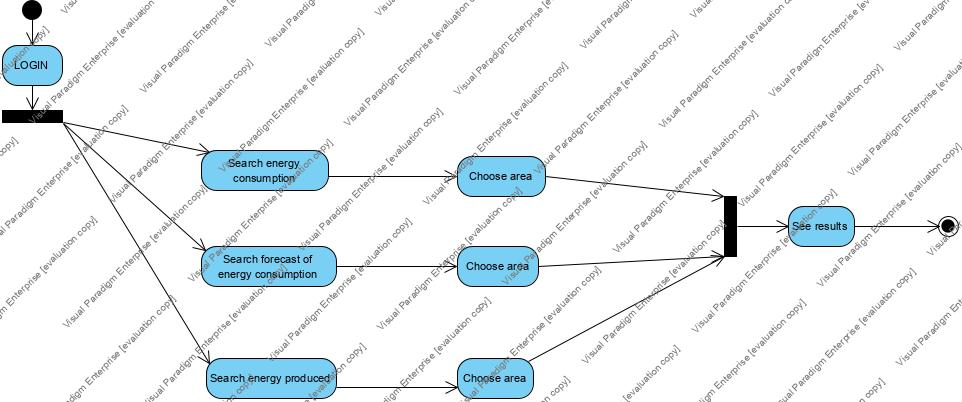 LOGIN
Search energy
consumption
Choose area
Search forecast of
energy consumption
Choose area
Search energy produced
Choose area
See results
Visual Paradigm Enterprise [evaluation copy]